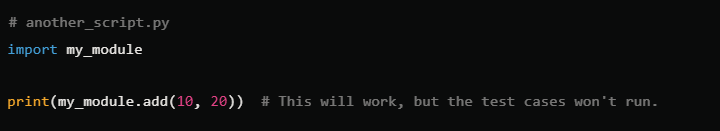 # another_script.py
import my_module
print(my_module.add(10, 20))  # This will work, but the test cases won't run.